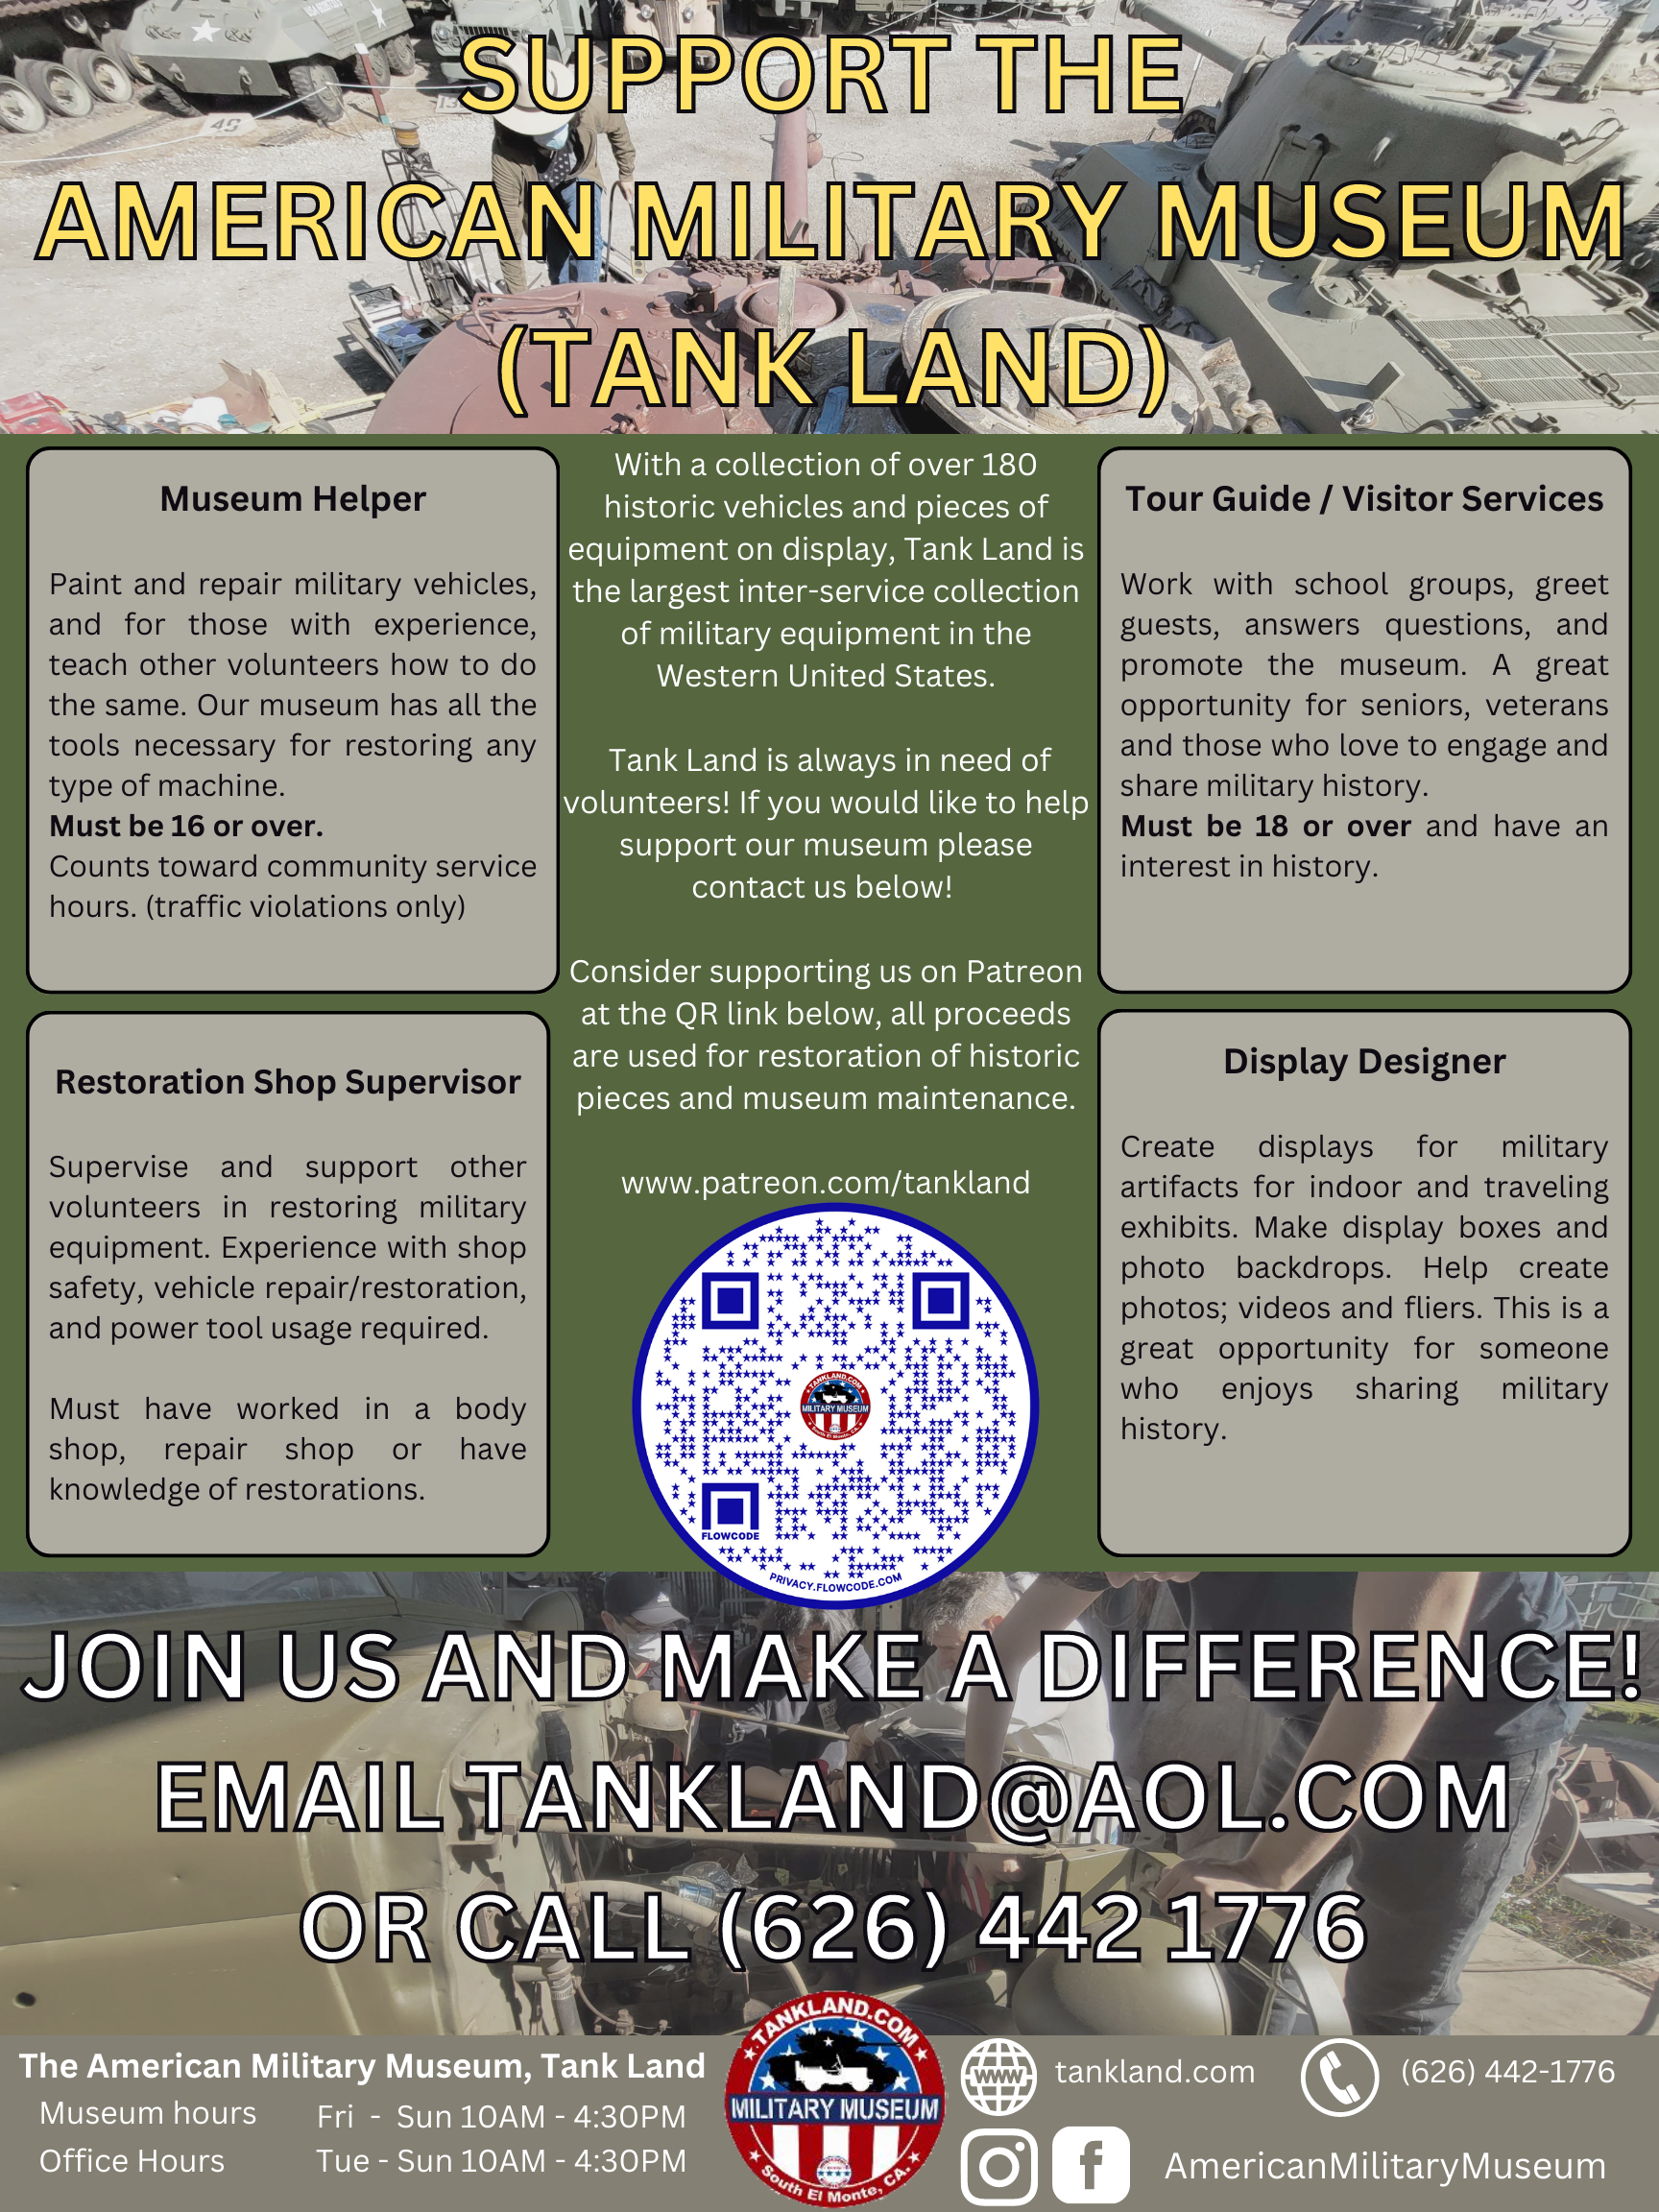 SUPPORT THE
AMERICAN MILITARY MUSEUM
(TANK LAND)
Museum Helper
Paint and repair military vehicles,
and for those with experience,
teach other volunteers how to do
the same. Our museum has all the
tools necessary for restoring any
type of machine.
Must be 16 or over.
Counts toward community service
hours. (traffic violations only)
Restoration Shop Supervisor
Supervise and support other
volunteers in restoring military
equipment. Experience with shop
safety, vehicle repair/restoration,
and power tool usage required.
Must have worked in a body
shop, repair shop or have
knowledge of restorations.
With a collection of over 180
historic vehicles and pieces of
equipment on display, Tank Land is
the largest inter-service collection
of military equipment in the
Western United States.
Tank Land is always in need of
volunteers! If you would like to help
support our museum please
contact us below!
Consider supporting us on Patreon
at the QR link below, all proceeds
are used for restoration of historic
pieces and museum maintenance.
www.patreon.com/tankland
TANKLAND.COM
MILITARY MUSEUM
South El Monte, CA.
FLOWCODE
PRIVACY.FLOWCODE.COM
Tour Guide / Visitor Services
Work with school groups, greet
guests, answers questions, and
promote the museum. A great
opportunity for seniors, veterans
and those who love to engage and
share military history.
Must be 18 or over and have an
interest in history.
Display Designer
Create displays for military
artifacts for indoor and traveling
exhibits. Make display boxes and
photo backdrops. Help create
photos; videos and fliers. This is a
great opportunity for someone
who enjoys sharing military
history.
JOIN US AND MAKE A DIFFERENCE!
EMAIL TANKLAND@AOL.COM
OR CALL (626) 442 1776
The American Military Museum, Tank Land
Museum hours Fri - Sun 10AM - 4:30PM
Office Hours Tue - Sun 10AM - 4:30PM
TANKLAND.COM
MILITARY MUSEUM
South El Monte, CA.
www
tankland.com
(626) 442-1776
AmericanMilitaryMuseum